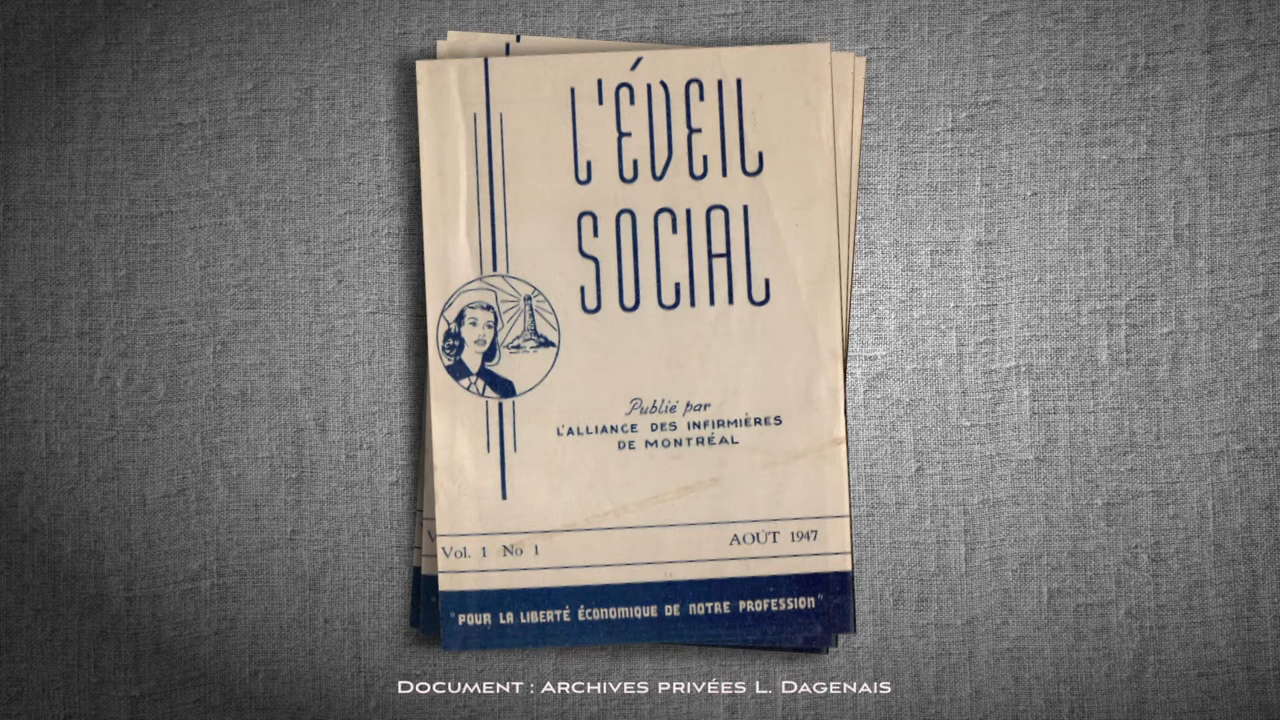 L'ÉVEIL
SOCIAL
Publié par
L'ALLIANCE DES INFIRMIÈRES
DE MONTRÉAL
Vol. 1 No 1 AOÛT 1947
"POUR LA LIBERTÉ ÉCONOMIQUE DE NOTRE PROFESSION"
DOCUMENT : ARCHIVES PRIVÉES L. DAGENAIS